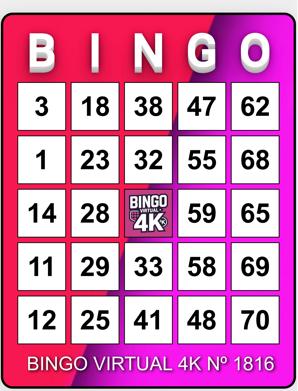 B I N G O
3 18 38 47 62
1 23 32 55 68
14 28 BINGO VIRTUAL 4K 59 65
11 29 33 58 69
12 25 41 48 70
BINGO VIRTUAL 4K Nº 1816